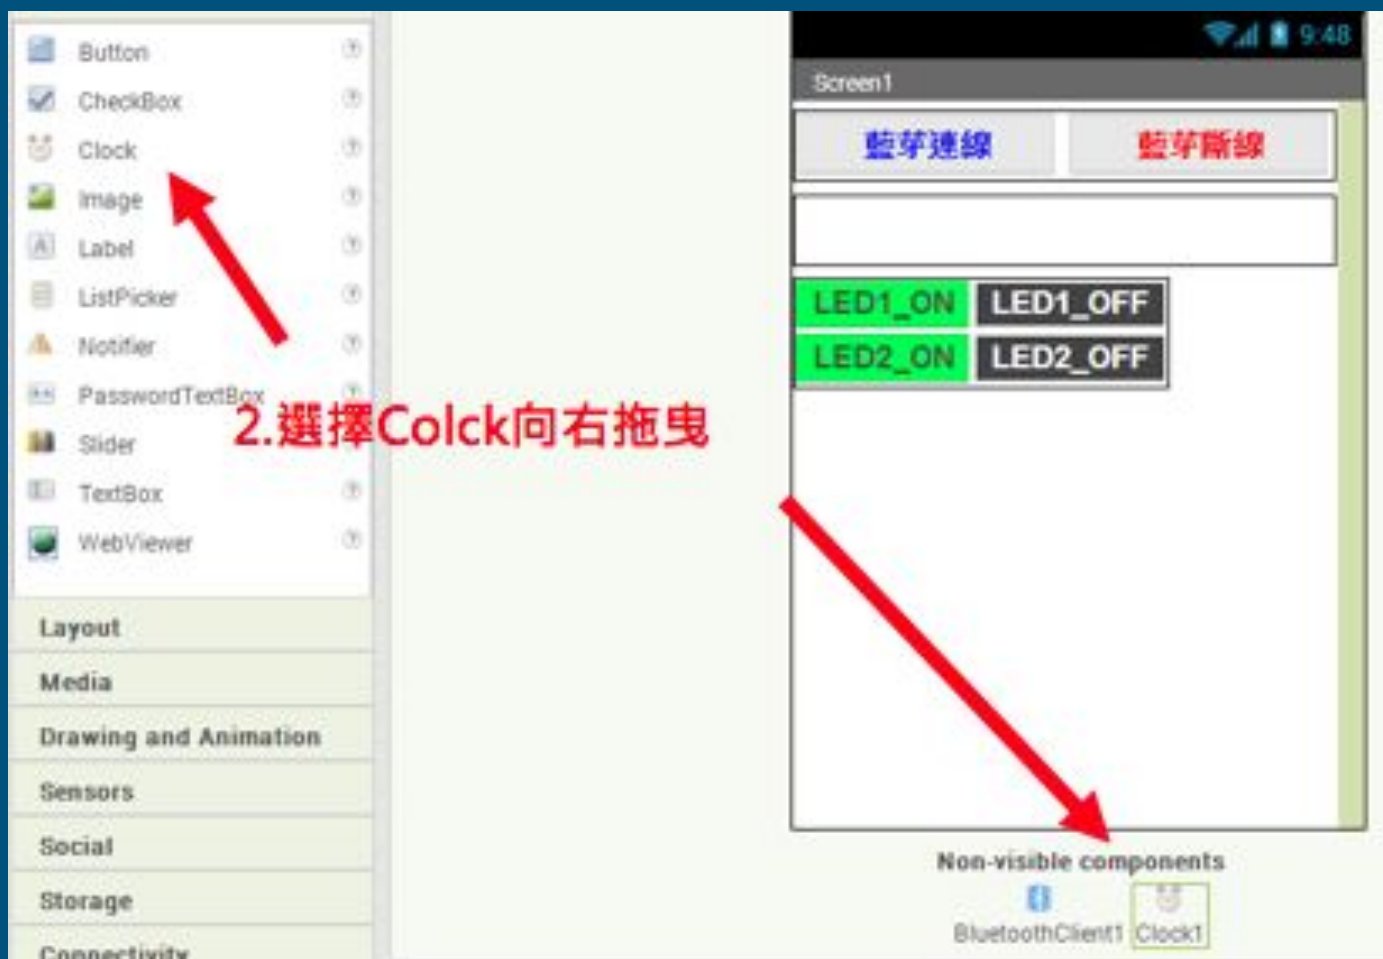 Button
CheckBox
Clock
Image
Label
ListPicker
Notifier
PasswordTextBox
Slider
TextBox
WebViewer
Layout
Media
Drawing and Animation
Sensors
Social
Storage
Connectivity
2.選擇Colck向右拖曳
9:48
Screen1
藍芽連線 藍芽斷線
LED1_ON LED1_OFF
LED2_ON LED2_OFF
Non-visible components
BluetoothClient1 Clock1